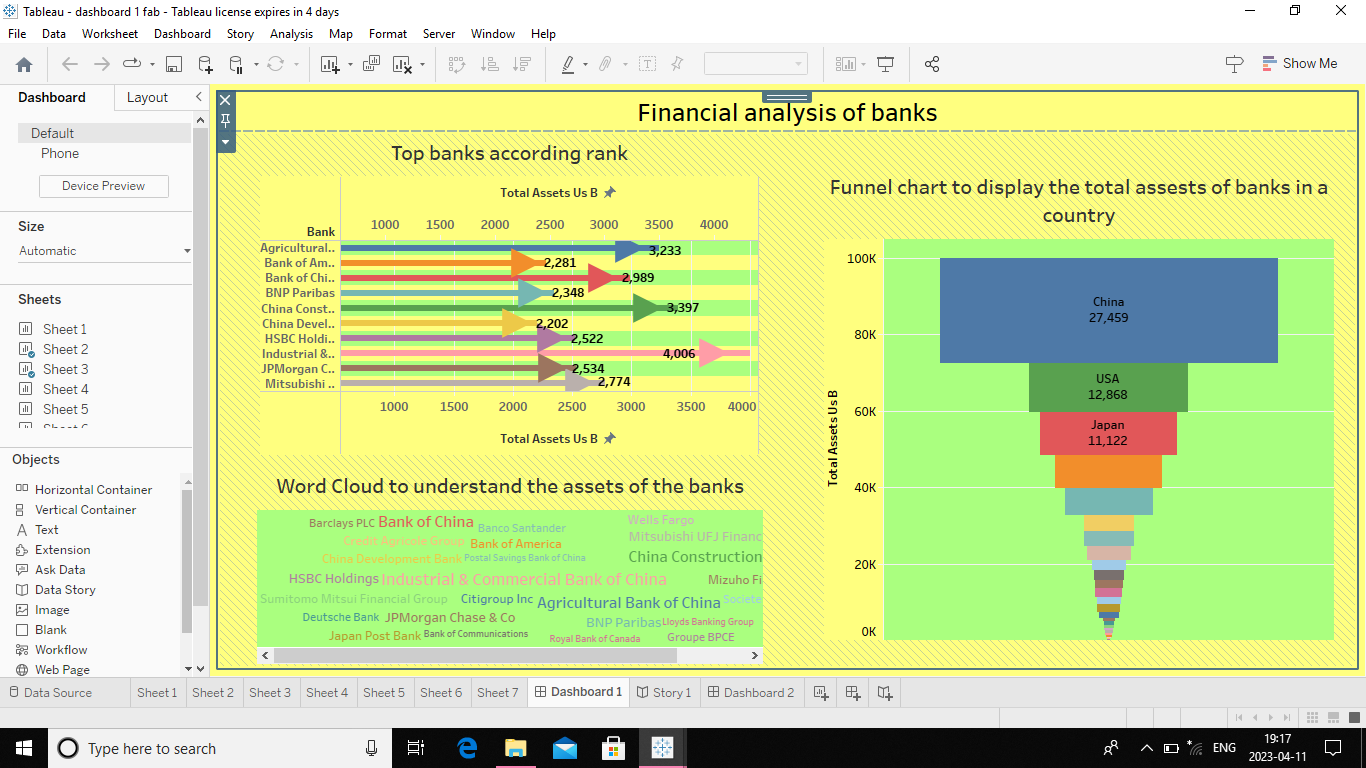 Tableau - dashboard 1 fab - Tableau license expires in 4 days
File Data Worksheet Dashboard Story Analysis Map Format Server Window Help
Show Me
Dashboard Layout
Default
Phone
Device Preview
Size
Automatic
Sheets
Sheet 1
Sheet 2
Sheet 3
Sheet 4
Sheet 5
Objects
Horizontal Container
Vertical Container
Text
Extension
Ask Data
Data Story
Image
Blank
Workflow
Web Page
Financial analysis of banks
Top banks according rank
Total Assets Us B
Bank 1000 1500 2000 2500 3000 3500 4000
Agricultural.. 3,233
Bank of Am.. 2,281
Bank of Chi.. 2,989
BNP Paribas 2,348
China Const.. 3,397
China Devel.. 2,202
HSBC Holdi.. 2,522
Industrial &.. 4,006
JPMorgan C.. 2,534
Mitsubishi .. 2,774
1000 1500 2000 2500 3000 3500 4000
Total Assets Us B
Word Cloud to understand the assets of the banks
Barclays PLC Bank of China Banco Santander Wells Fargo
Credit Agricole Group Bank of America Mitsubishi UFJ Financ
China Development Bank Postal Savings Bank of China China Construction
HSBC Holdings Industrial & Commercial Bank of China Mizuho Fi
Sumitomo Mitsui Financial Group Citigroup Inc Agricultural Bank of China Societe
Deutsche Bank JPMorgan Chase & Co BNP Paribas Lloyds Banking Group
Japan Post Bank Bank of Communications Royal Bank of Canada Groupe BPCE
Funnel chart to display the total assests of banks in a
country
Total Assets Us B
100K
80K
60K
40K
20K
0K
China
27,459
USA
12,868
Japan
11,122
Data Source Sheet 1 Sheet 2 Sheet 3 Sheet 4 Sheet 5 Sheet 6 Sheet 7 Dashboard 1 Story 1 Dashboard 2
Type here to search
ENG
19:17
2023-04-11